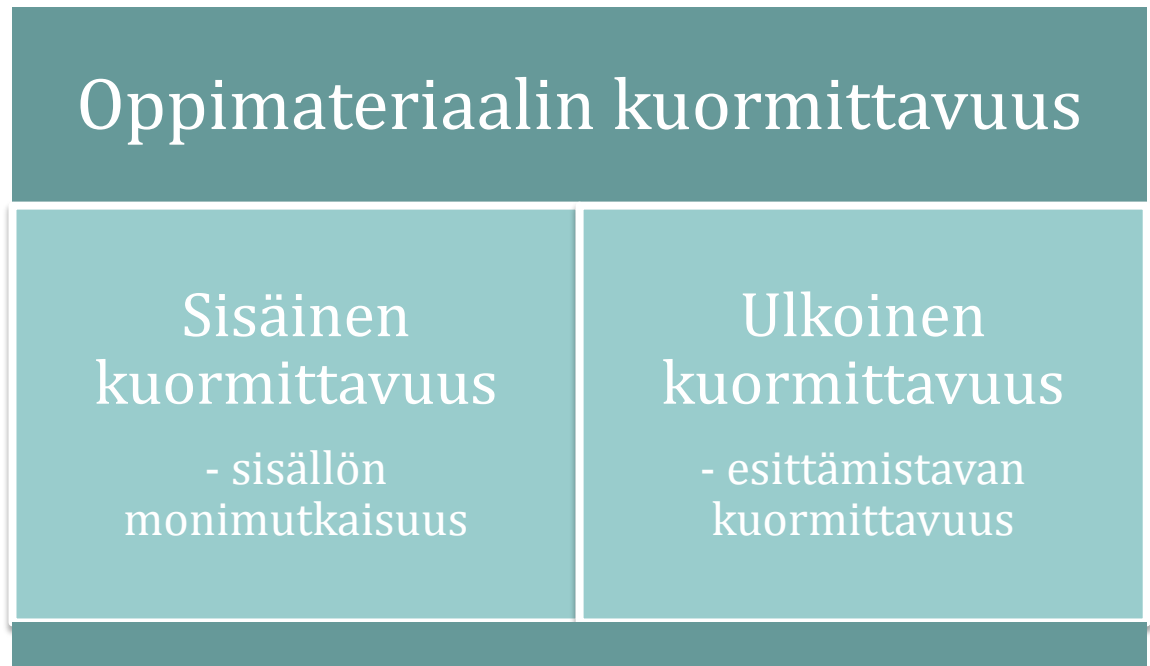 Oppimateriaalin kuormittavuus
Sisäinen
kuormittavuus
- sisällön
monimutkaisuus
Ulkoinen
kuormittavuus
- esittämistavan
kuormittavuus